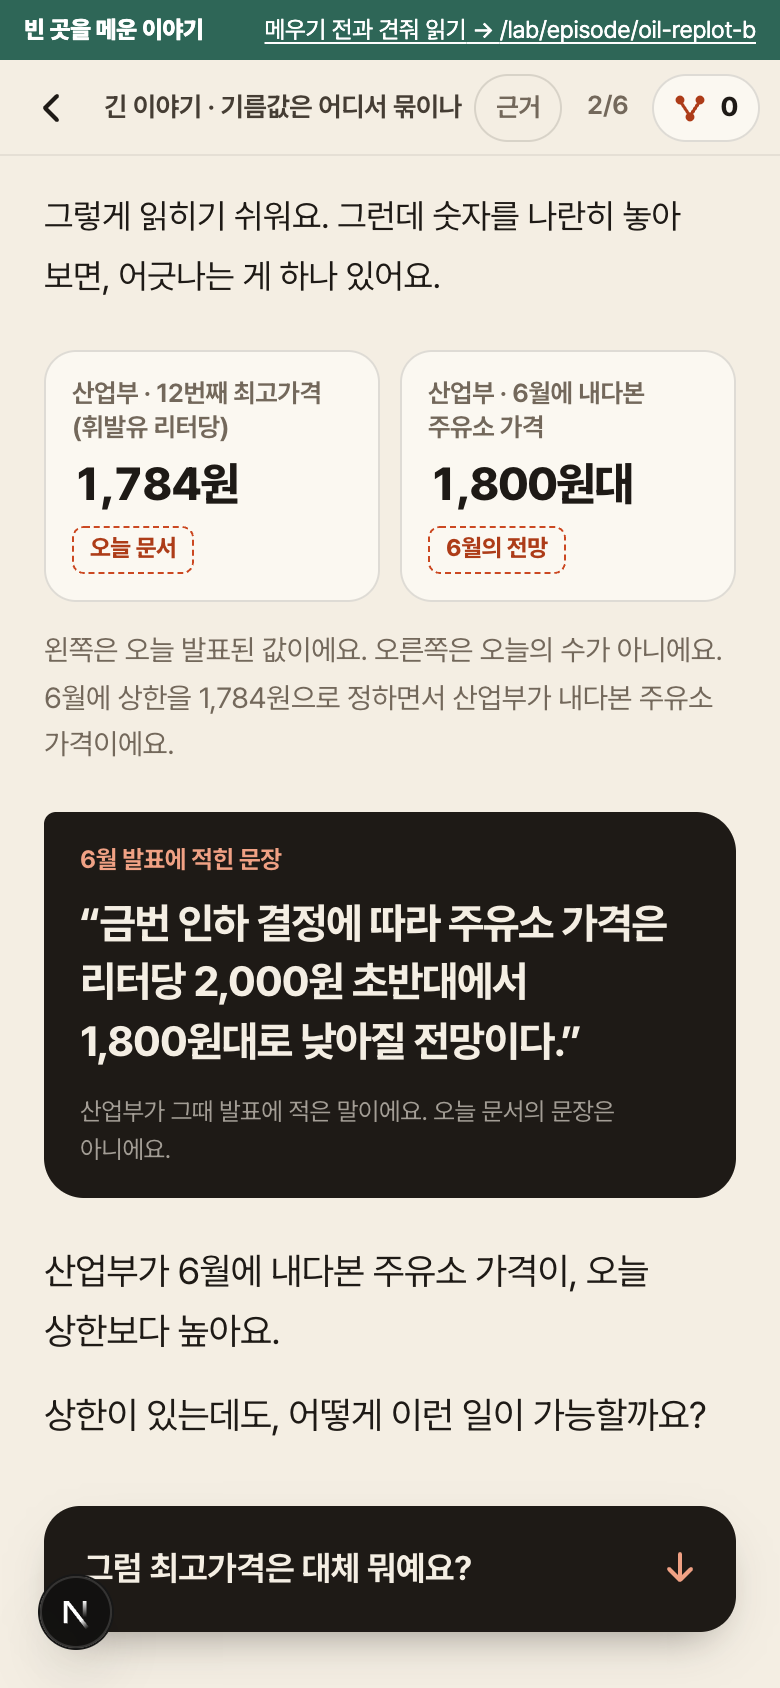 빈 곳을 메운 이야기
메우기 전과 견줘 읽기 → /lab/episode/oil-replot-b
긴 이야기 · 기름값은 어디서 묶이나
근거
2/6
0
그렇게 읽히기 쉬워요. 그런데 숫자를 나란히 놓아
보면, 어긋나는 게 하나 있어요.
산업부 · 12번째 최고가격
(휘발유 리터당)
1,784원
오늘 문서
산업부 · 6월에 내다본
주유소 가격
1,800원대
6월의 전망
왼쪽은 오늘 발표된 값이에요. 오른쪽은 오늘의 수가 아니에요.
6월에 상한을 1,784원으로 정하면서 산업부가 내다본 주유소
가격이에요.
6월 발표에 적힌 문장
“금번 인하 결정에 따라 주유소 가격은
리터당 2,000원 초반대에서
1,800원대로 낮아질 전망이다.”
산업부가 그때 발표에 적은 말이에요. 오늘 문서의 문장은
아니에요.
산업부가 6월에 내다본 주유소 가격이, 오늘
상한보다 높아요.
상한이 있는데도, 어떻게 이런 일이 가능할까요?
그럼 최고가격은 대체 뭐예요?
N